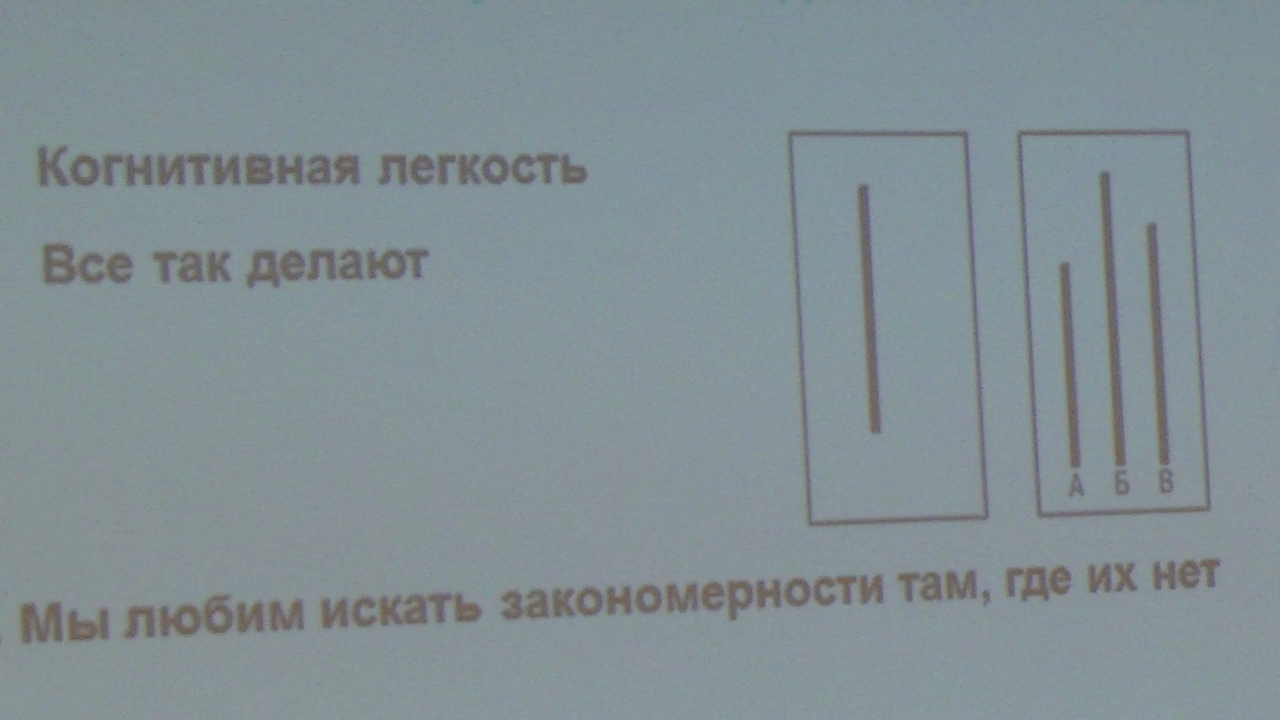 Когнитивная легкость
Все так делают
А Б В
Мы любим искать закономерности там, где их нет